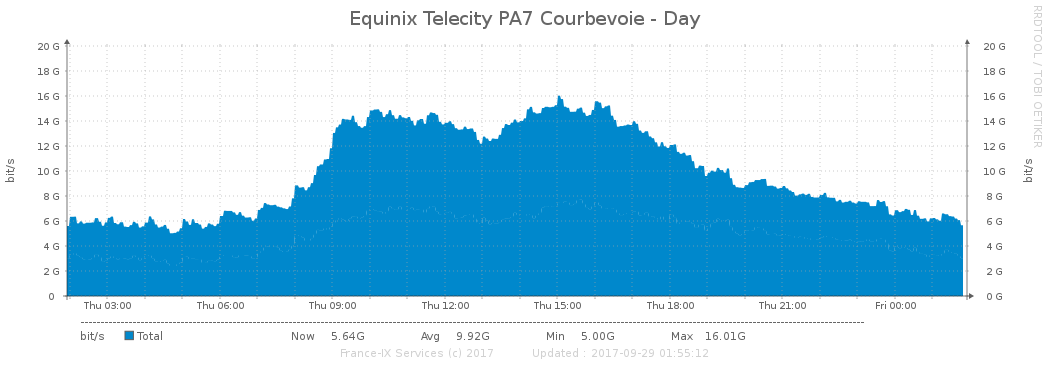 Equinix Telecity PA7 Courbevoie - Day
RRDTOOL / TOBI OETIKER
bit/s
bit/s
20 G 20 G
18 G 18 G
16 G 16 G
14 G 14 G
12 G 12 G
10 G 10 G
8 G 8 G
6 G 6 G
4 G 4 G
2 G 2 G
0 0 G
Thu 03:00 Thu 06:00 Thu 09:00 Thu 12:00 Thu 15:00 Thu 18:00 Thu 21:00 Fri 00:00
bit/s Total Now 5.64G Avg 9.92G Min 5.00G Max 16.01G
France-IX Services (c) 2017 Updated : 2017-09-29 01:55:12